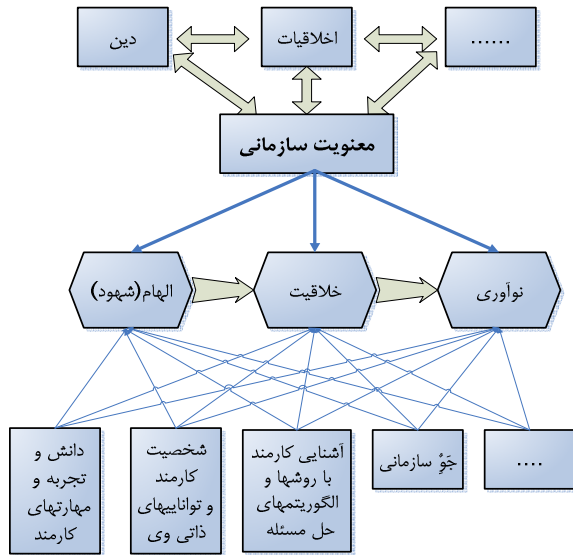 دین
اخلاقیات
......
معنویت سازمانی
الهام(شهود)
خلاقیت
نوآوری
دانش و
تجربه و
مهارتهای
کارمند
شخصیت
کارمند
و تواناییهای
ذاتی وی
آشنایی کارمند
با روشها و
الگوریتمهای
حل مسئله
جَوِّ سازمانی
....